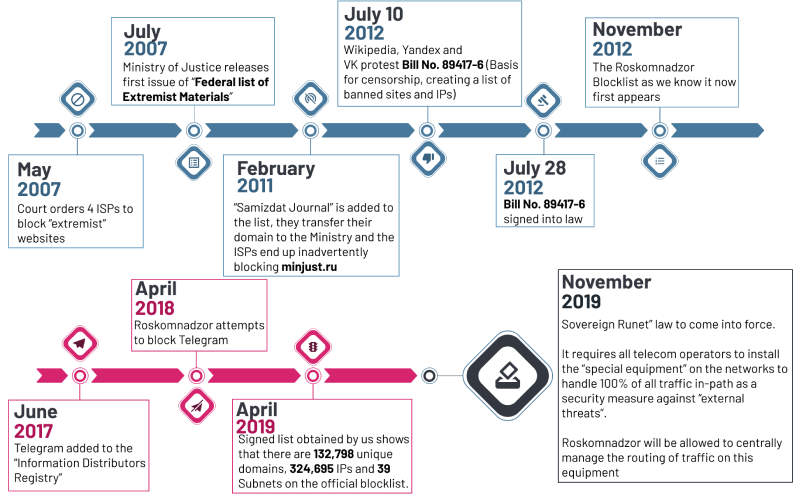 May
2007
Court orders 4 ISPs to
block "extremist"
websites
July
2007
Ministry of Justice releases
first issue of "Federal list of
Extremist Materials"
February
2011
"Samizdat Journal" is added to
the list, they transfer their
domain to the Ministry and the
ISPs end up inadvertently
blocking minjust.ru
July 10
2012
Wikipedia, Yandex and
VK protest Bill No. 89417-6 (Basis
for censorship, creating a list of
banned sites and IPs)
July 28
2012
Bill No. 89417-6
signed into law
November
2012
The Roskomnadzor
Blocklist as we know it now
first appears
June
2017
Telegram added to the
"Information Distributors
Registry"
April
2018
Roskomnadzor attempts
to block Telegram
April
2019
Signed list obtained by us shows
that there are 132,798 unique
domains, 324,695 IPs and 39
Subnets on the official blocklist.
November
2019
Sovereign Runet" law to come into force.
It requires all telecom operators to install
the "special equipment" on the networks to
handle 100% of all traffic in-path as a
security measure against "external
threats".
Roskomnadzor will be allowed to centrally
manage the routing of traffic on this
equipment